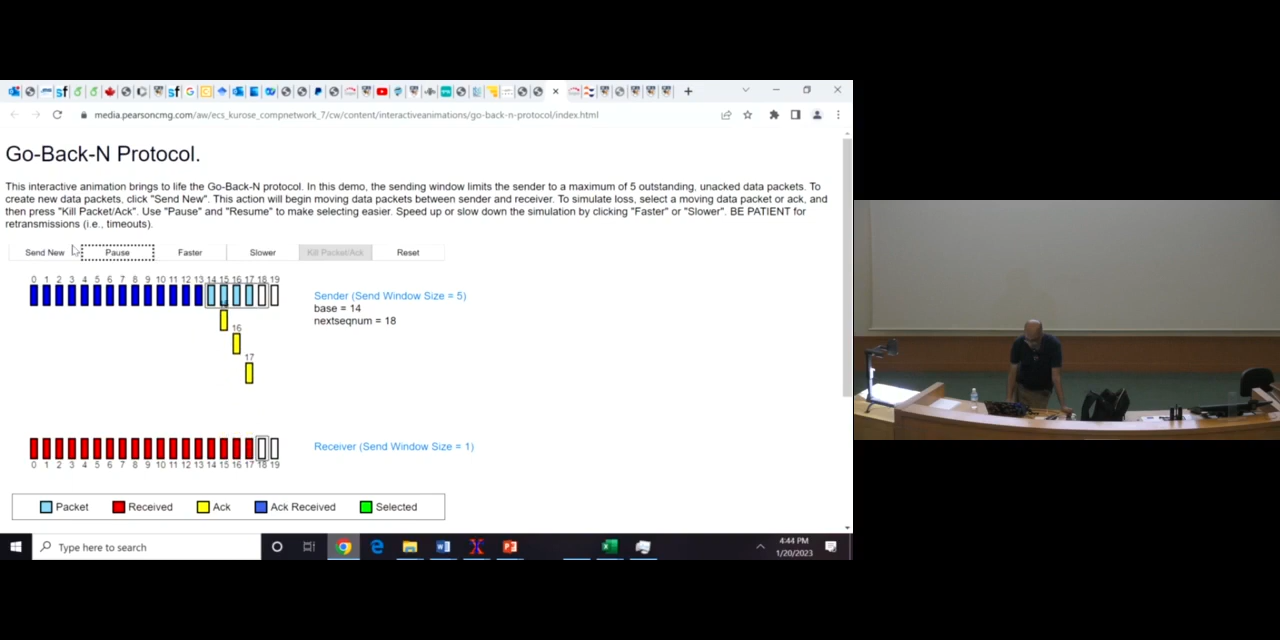 media.pearsoncmg.com/aw/ecs_kurose_compnetwork_7/cw/content/interactiveanimations/go-back-n-protocol/index.html
Go-Back-N Protocol.
This interactive animation brings to life the Go-Back-N protocol. In this demo, the sending window limits the sender to a maximum of 5 outstanding, unacked data packets. To
create new data packets, click "Send New". This action will begin moving data packets between sender and receiver. To simulate loss, select a moving data packet or ack, and
then press "Kill Packet/Ack". Use "Pause" and "Resume" to make selecting easier. Speed up or slow down the simulation by clicking "Faster" or "Slower". BE PATIENT for
retransmissions (i.e., timeouts).
Send New Pause Faster Slower Kill Packet/Ack Reset
0 1 2 3 4 5 6 7 8 9 10 11 12 13 14 15 16 17 18 19
Sender (Send Window Size = 5)
base = 14
nextseqnum = 18
16
17
Receiver (Send Window Size = 1)
0 1 2 3 4 5 6 7 8 9 10 11 12 13 14 15 16 17 18 19
Packet Received Ack Ack Received Selected
Type here to search
4:44 PM
1/20/2023